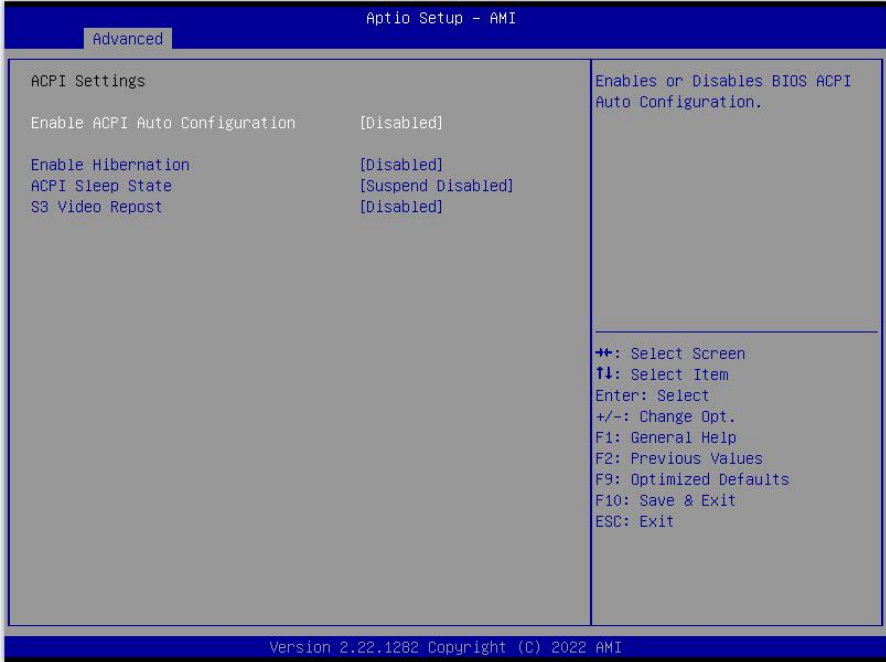 Aptio Setup – AMI
Advanced
ACPI Settings
Enable ACPI Auto Configuration [Disabled]
Enable Hibernation [Disabled]
ACPI Sleep State [Suspend Disabled]
S3 Video Repost [Disabled]
Enables or Disables BIOS ACPI
Auto Configuration.
→←: Select Screen
↑↓: Select Item
Enter: Select
+/-: Change Opt.
F1: General Help
F2: Previous Values
F9: Optimized Defaults
F10: Save & Exit
ESC: Exit
Version 2.22.1282 Copyright (C) 2022 AMI